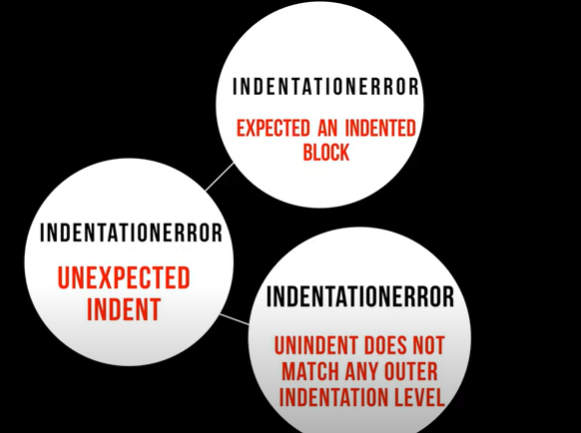 INDENTATIONERROR
EXPECTED AN INDENTED
BLOCK
INDENTATIONERROR
UNEXPECTED
INDENT
INDENTATIONERROR
UNINDENT DOES NOT
MATCH ANY OUTER
INDENTATION LEVEL